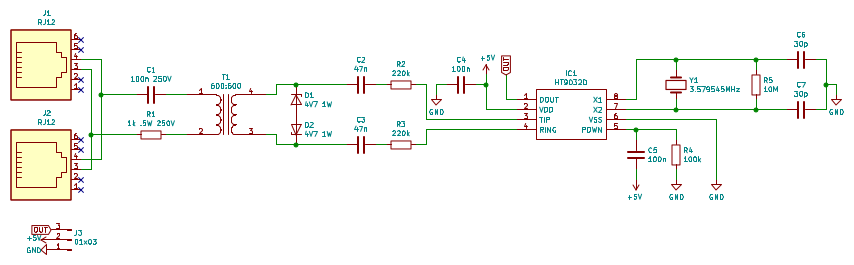 J1
RJ12
6
5
4
3
2
1
J2
RJ12
6
5
4
3
2
1
C1
100n 250V
R1
1k .5W 250V
T1
600:600
1
2
4
3
D1
4V7 1W
D2
4V7 1W
C2
47n
R2
220k
C3
47n
R3
220k
C4
100n
+5V
GND
OUT
IC1
HT9032D
1 DOUT
2 VDD
3 TIP
4 RING
X1 8
X2 7
VSS 6
PDWN 5
C5
100n
+5V
R4
100k
GND
GND
Y1
3.579545MHz
R5
10M
C6
30p
C7
30p
GND
OUT 3
+5V 2
GND 1
J3
01x03